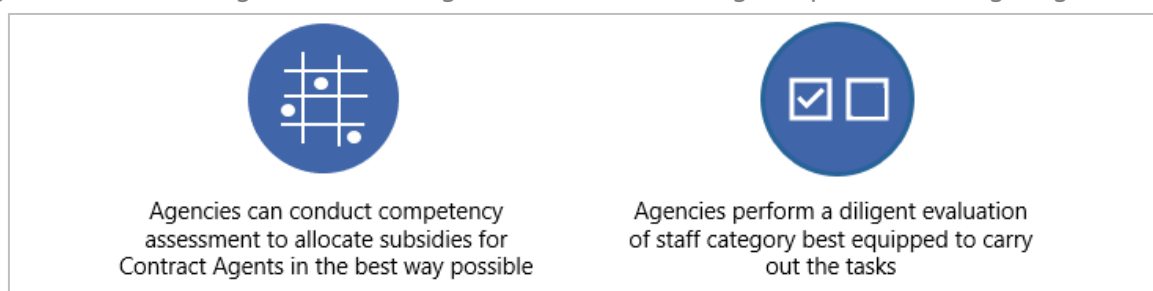 Agencies can conduct competency
assessment to allocate subsidies for
Contract Agents in the best way possible
Agencies perform a diligent evaluation
of staff category best equipped to carry
out the tasks